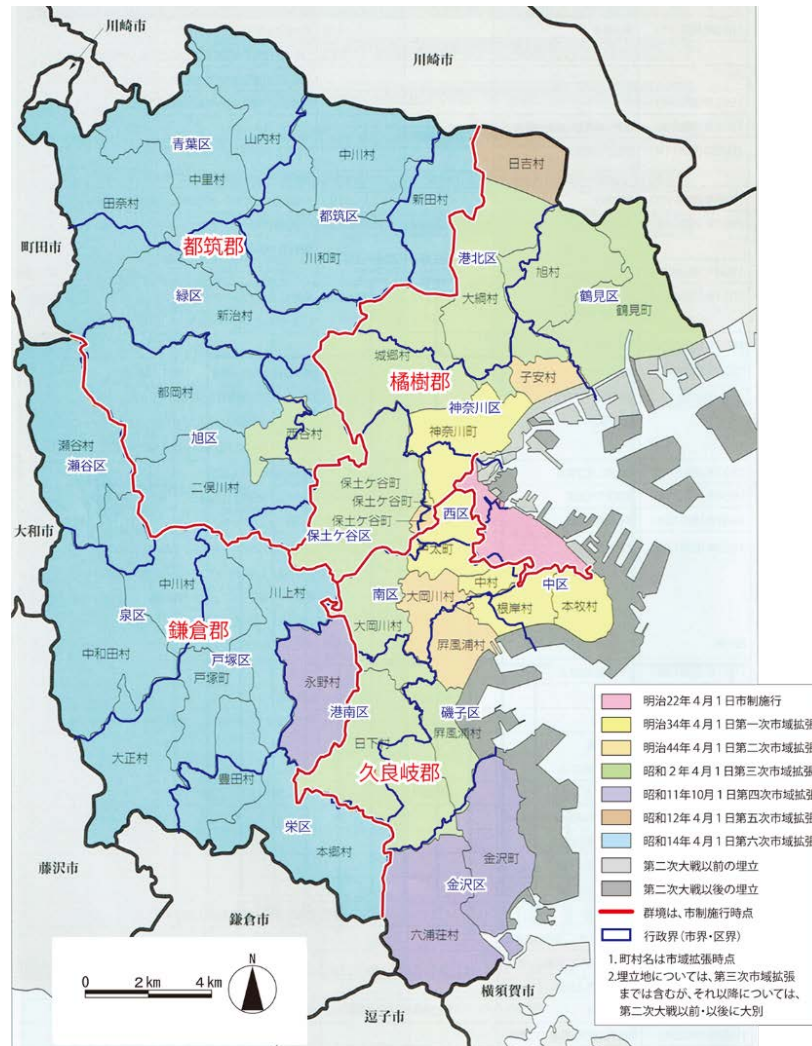 川崎市
川崎市
山内村
青葉区
中川村
日吉村
中里村
田奈村
新田村
都筑区
町田市
都筑郡
川和町
港北区
旭村
緑区
大綱村
鶴見区
新治村
鶴見町
城郷村
都岡村
橘樹郡
子安村
神奈川区
瀬谷村
旭区
西谷村
神奈川町
瀬谷区
保土ケ谷町
二俣川村
保土ケ谷町
西区
保土ケ谷町
大和市
保土ケ谷区
戸太町
中川村
川上村
南区
大岡川村
中村
中区
泉区
根岸村
本牧村
鎌倉郡
大岡川村
中和田村
戸塚区
屏風浦村
戸塚町
永野村
港南区
磯子区
日下村
屏風浦村
大正村
久良岐郡
豊田村
栄区
本郷村
金沢町
藤沢市
金沢区
鎌倉市
六浦荘村
横須賀市
逗子市
0 2km 4km
N
明治22年4月1日市制施行
明治34年4月1日第一次市域拡張
明治44年4月1日第二次市域拡張
昭和2年4月1日第三次市域拡張
昭和11年10月1日第四次市域拡張
昭和12年4月1日第五次市域拡張
昭和14年4月1日第六次市域拡張
第二次大戦以前の埋立
第二次大戦以後の埋立
群境は、市制施行時点
行政界（市界・区界）
1.町村名は市域拡張時点
2.埋立地については、第三次市域拡張
までは含むが、それ以降については、
第二次大戦以前・以後に大別